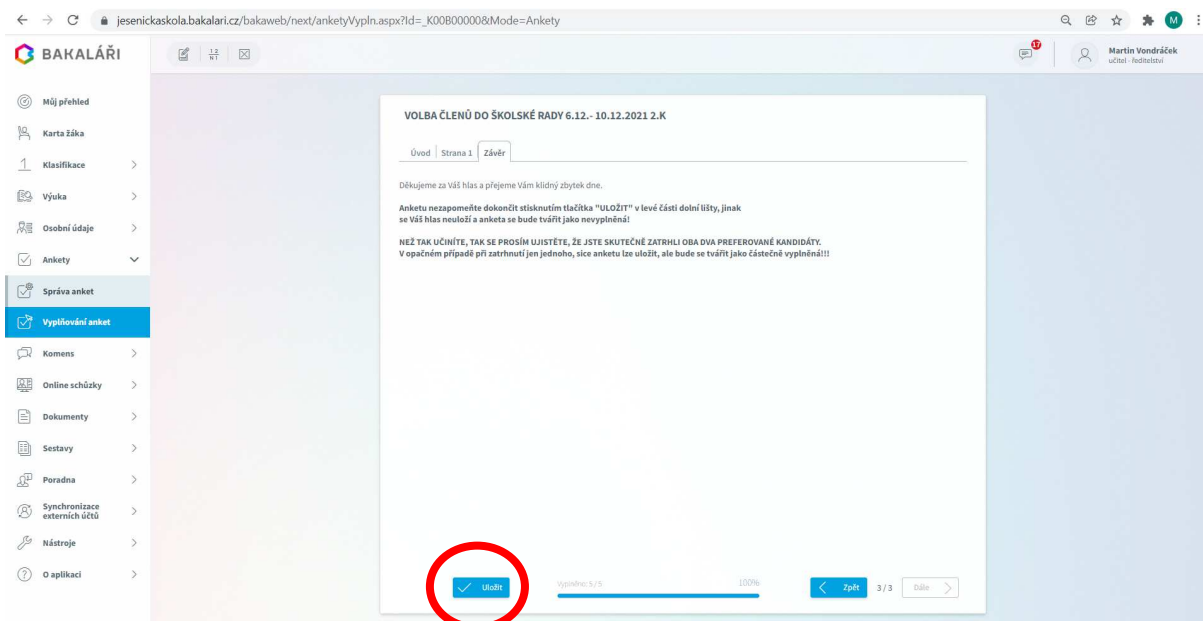 jesenickaskola.bakalari.cz/bakaweb/next/anketyVypln.aspx?Id=_K00B00000&Mode=Ankety
M
BAKALÁŘI
17
Martin Vondráček
učitel - ředitelství
Můj přehled
Karta žáka
Klasifikace
Výuka
Osobní údaje
Ankety
Správa anket
Vyplňování anket
Komens
Online schůzky
Dokumenty
Sestavy
Poradna
Synchronizace
externích účtů
Nástroje
O aplikaci
VOLBA ČLENŮ DO ŠKOLSKÉ RADY 6.12.- 10.12.2021 2.K
Úvod Strana 1 Závěr
Děkujeme za Váš hlas a přejeme Vám klidný zbytek dne.
Anketu nezapomeňte dokončit stisknutím tlačítka "ULOŽIT" v levé části dolní lišty, jinak
se Váš hlas neuloží a anketa se bude tvářit jako nevyplněná!
NEŽ TAK UČINÍTE, TAK SE PROSÍM UJISTĚTE, ŽE JSTE SKUTEČNĚ ZATRHLI OBA DVA PREFEROVANÉ KANDIDÁTY.
V opačném případě při zatrhnutí jen jednoho, sice anketu lze uložit, ale bude se tvářit jako částečně vyplněná!!!
Uložit
Vyplněno: 5 / 5
100%
Zpět
3 / 3
Dále